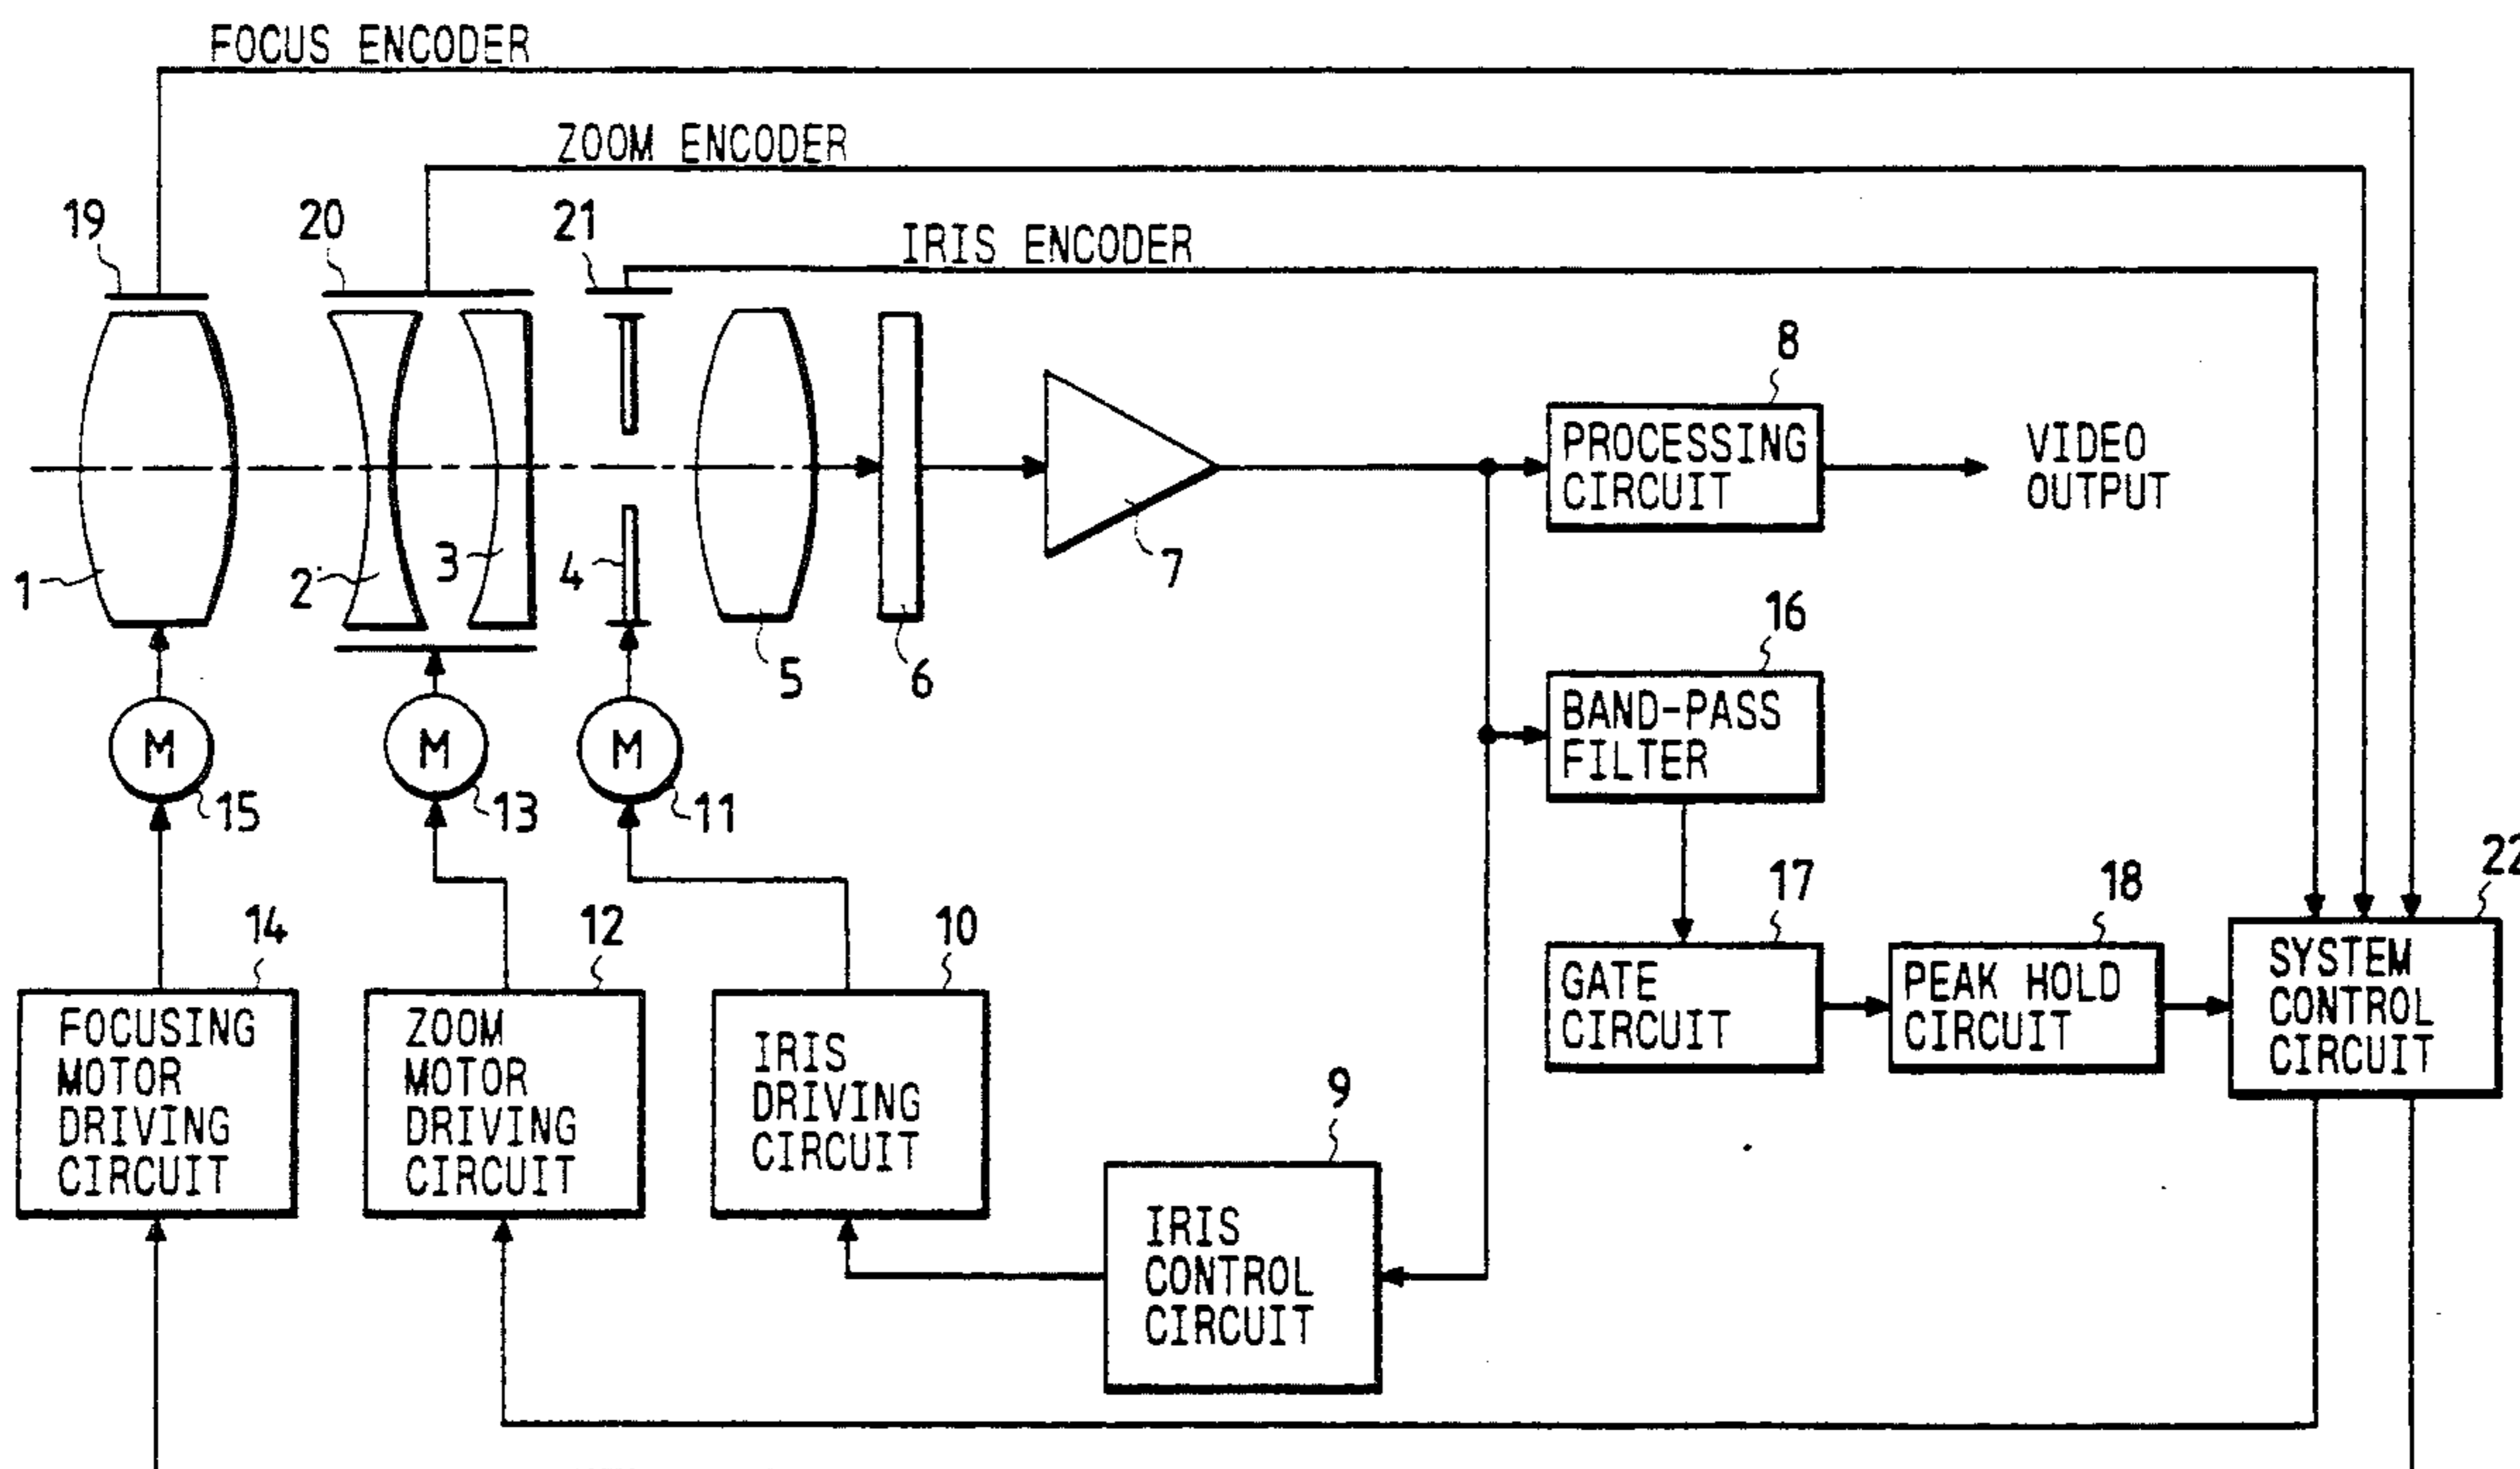 FOCUS ENCODER
ZOOM ENCODER
19
20
21
IRIS ENCODER
8
PROCESSING
CIRCUIT
VIDEO
OUTPUT
1
2
3
4
5
6
7
16
BAND-PASS
FILTER
M
M
M
15
13
11
17
18
22
14
12
10
GATE
CIRCUIT
PEAK HOLD
CIRCUIT
SYSTEM
CONTROL
CIRCUIT
FOCUSING
MOTOR
DRIVING
CIRCUIT
ZOOM
MOTOR
DRIVING
CIRCUIT
IRIS
DRIVING
CIRCUIT
9
IRIS
CONTROL
CIRCUIT